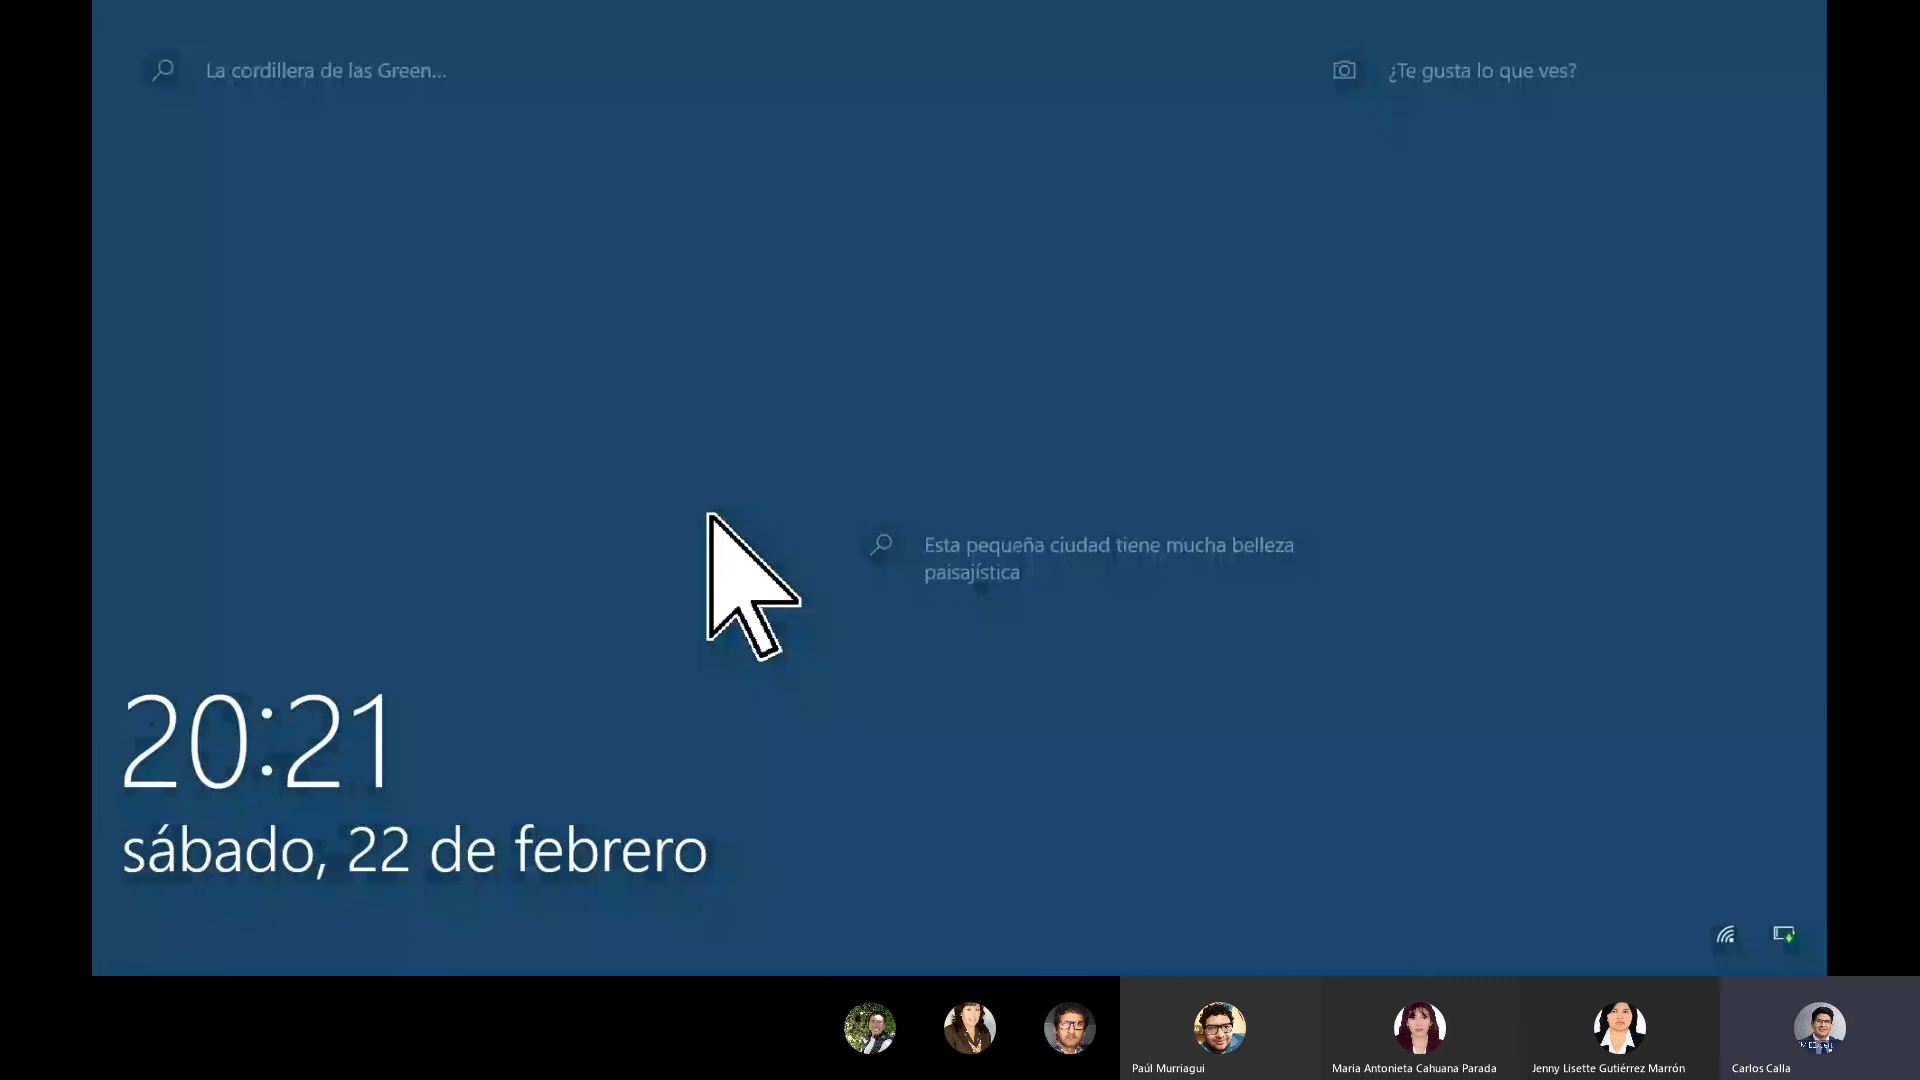 La cordillera de las Green...
¿Te gusta lo que ves?
Esta pequeña ciudad tiene mucha belleza
paisajística
20:21
sábado, 22 de febrero
Paúl Murriagui
Maria Antonieta Cahuana Parada
Jenny Lisette Gutiérrez Marrón
Carlos Calla